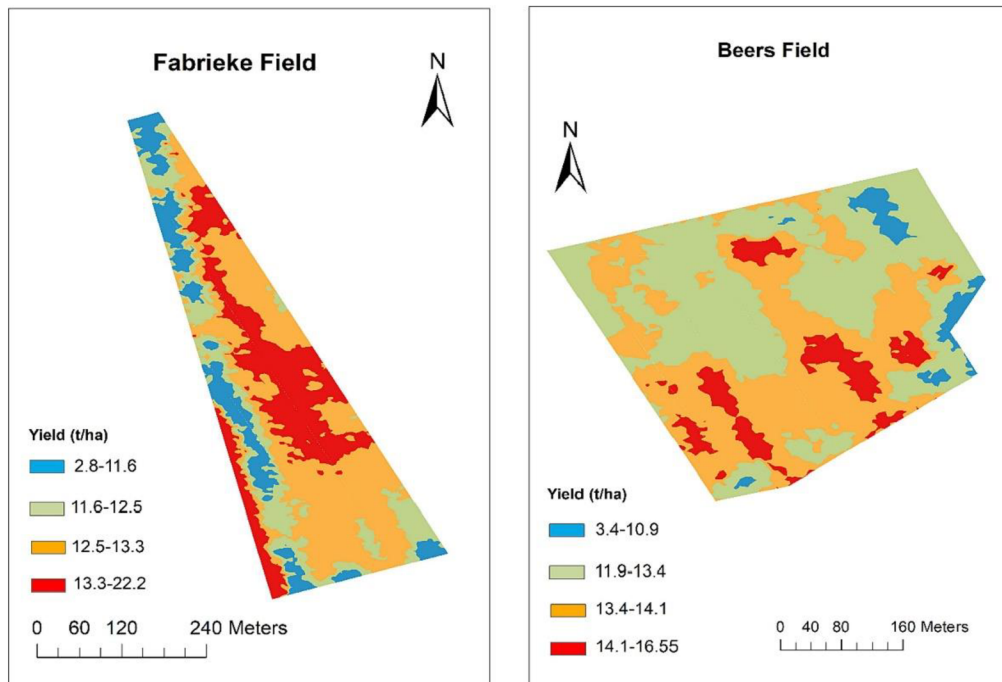 Fabrieke Field
N
Yield (t/ha)
2.8-11.6
11.6-12.5
12.5-13.3
13.3-22.2
0 60 120 240 Meters
Beers Field
N
Yield (t/ha)
3.4-10.9
11.9-13.4
13.4-14.1
14.1-16.55
0 40 80 160 Meters